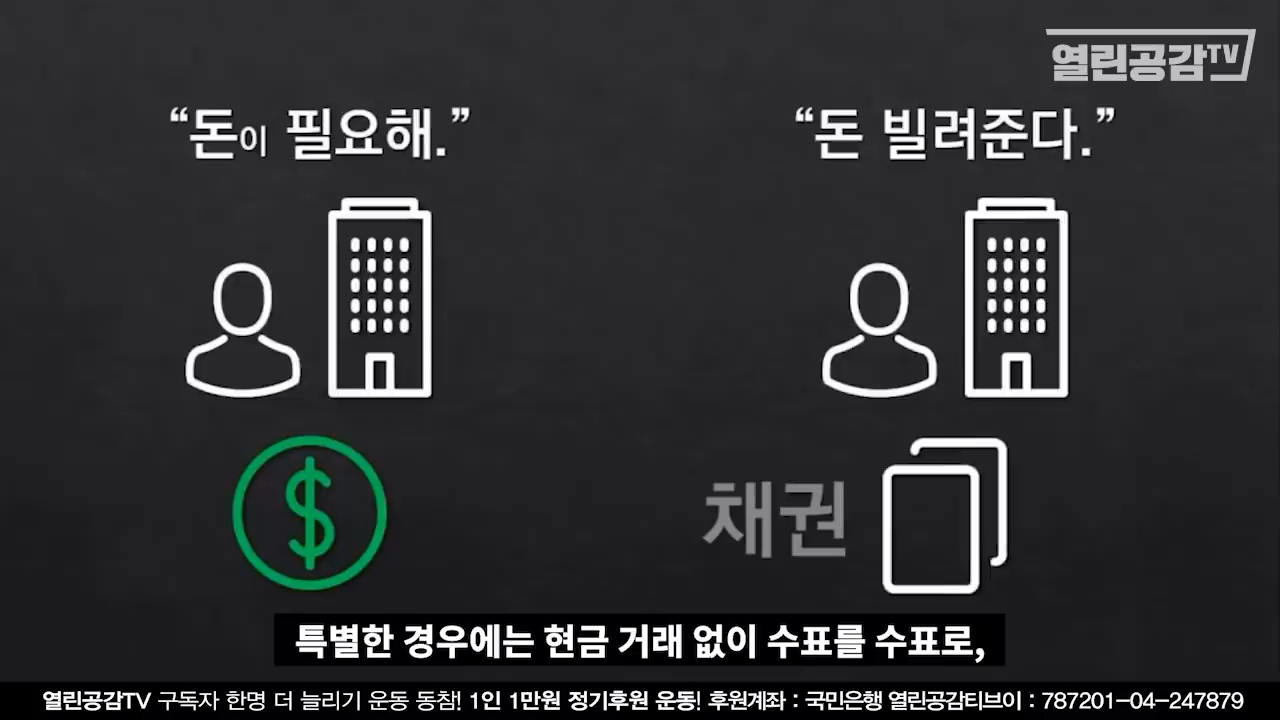 열린공감TV
“돈이 필요해.”
“돈 빌려준다.”
채권
특별한 경우에는 현금 거래 없이 수표를 수표로,
열린공감TV 구독자 한명 더 늘리기 운동 동참! 1인 1만원 정기후원 운동! 후원계좌 : 국민은행 열린공감티브이 : 787201-04-247879